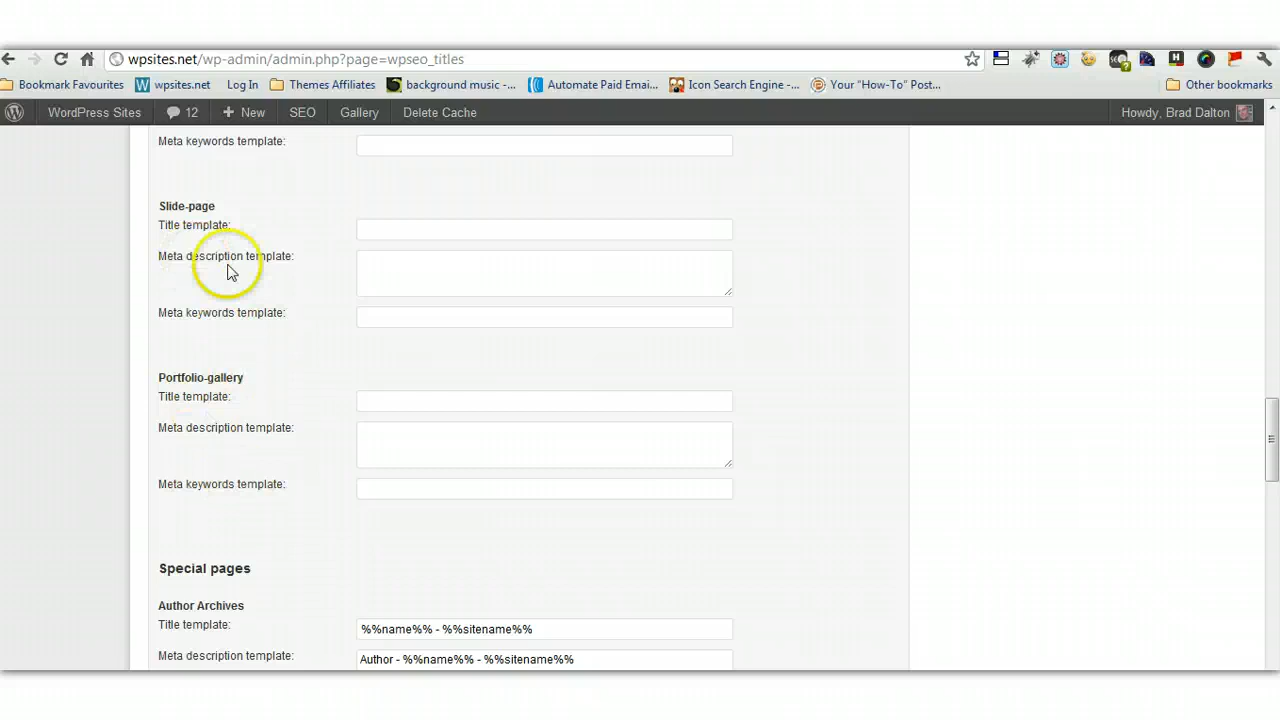 wpsites.net/wp-admin/admin.php?page=wpseo_titles
Bookmark Favourites wpsites.net Log In Themes Affiliates background music -... Automate Paid Emai... Icon Search Engine -... Your “How-To” Post... Other bookmarks
WordPress Sites 12 + New SEO Gallery Delete Cache Howdy, Brad Dalton
Meta keywords template:
Slide-page
Title template:
Meta description template:
Meta keywords template:
Portfolio-gallery
Title template:
Meta description template:
Meta keywords template:
Special pages
Author Archives
Title template: %%name%% - %%sitename%%
Meta description template: Author - %%name%% - %%sitename%%